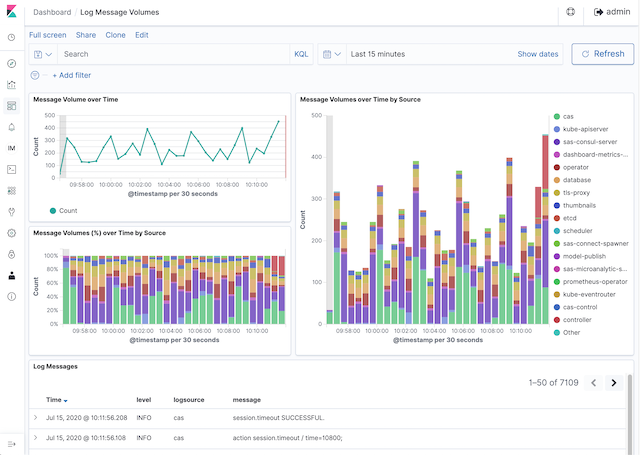 Dashboard / Log Message Volumes
admin
Full screen Share Clone Edit
Search KQL Last 15 minutes Show dates Refresh
+ Add filter
Message Volume over Time
500
400
300
200
100
0
Count
09:58:00 10:00:00 10:02:00 10:04:00 10:06:00 10:08:00 10:10:00
@timestamp per 30 seconds
Count
Message Volumes (%) over Time by Source
100%
80%
60%
40%
20%
0%
Count
09:58:00 10:00:00 10:02:00 10:04:00 10:06:00 10:08:00 10:10:00
@timestamp per 30 seconds
Message Volumes over Time by Source
500
400
300
200
100
0
Count
09:58:00 10:00:00 10:02:00 10:04:00 10:06:00 10:08:00 10:10:00
@timestamp per 30 seconds
cas
kube-apiserver
sas-consul-server
dashboard-metrics-...
operator
database
tls-proxy
thumbnails
etcd
scheduler
sas-connect-spawner
model-publish
sas-microanalytic-s...
prometheus-operator
kube-eventrouter
cas-control
controller
Other
Log Messages
1–50 of 7109
Time level logsource message
Jul 15, 2020 @ 10:11:56.208 INFO cas session.timeout SUCCESSFUL.
Jul 15, 2020 @ 10:11:56.108 INFO cas action session.timeout / time=10800;
IM